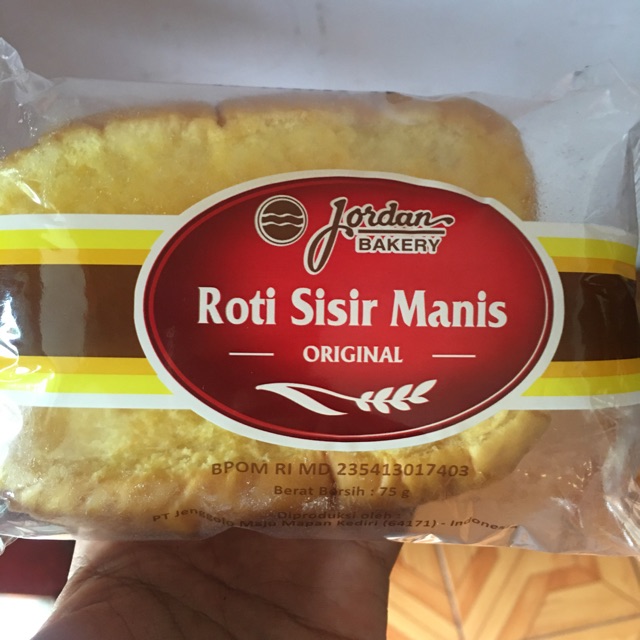 Jordan
BAKERY
Roti Sisir Manis
ORIGINAL
BPOM RI MD 235413017403
Berat Bersih : 75 g
Diproduksi oleh :
PT Jenggolo Maju Mapan Kediri (64171) - Indonesia